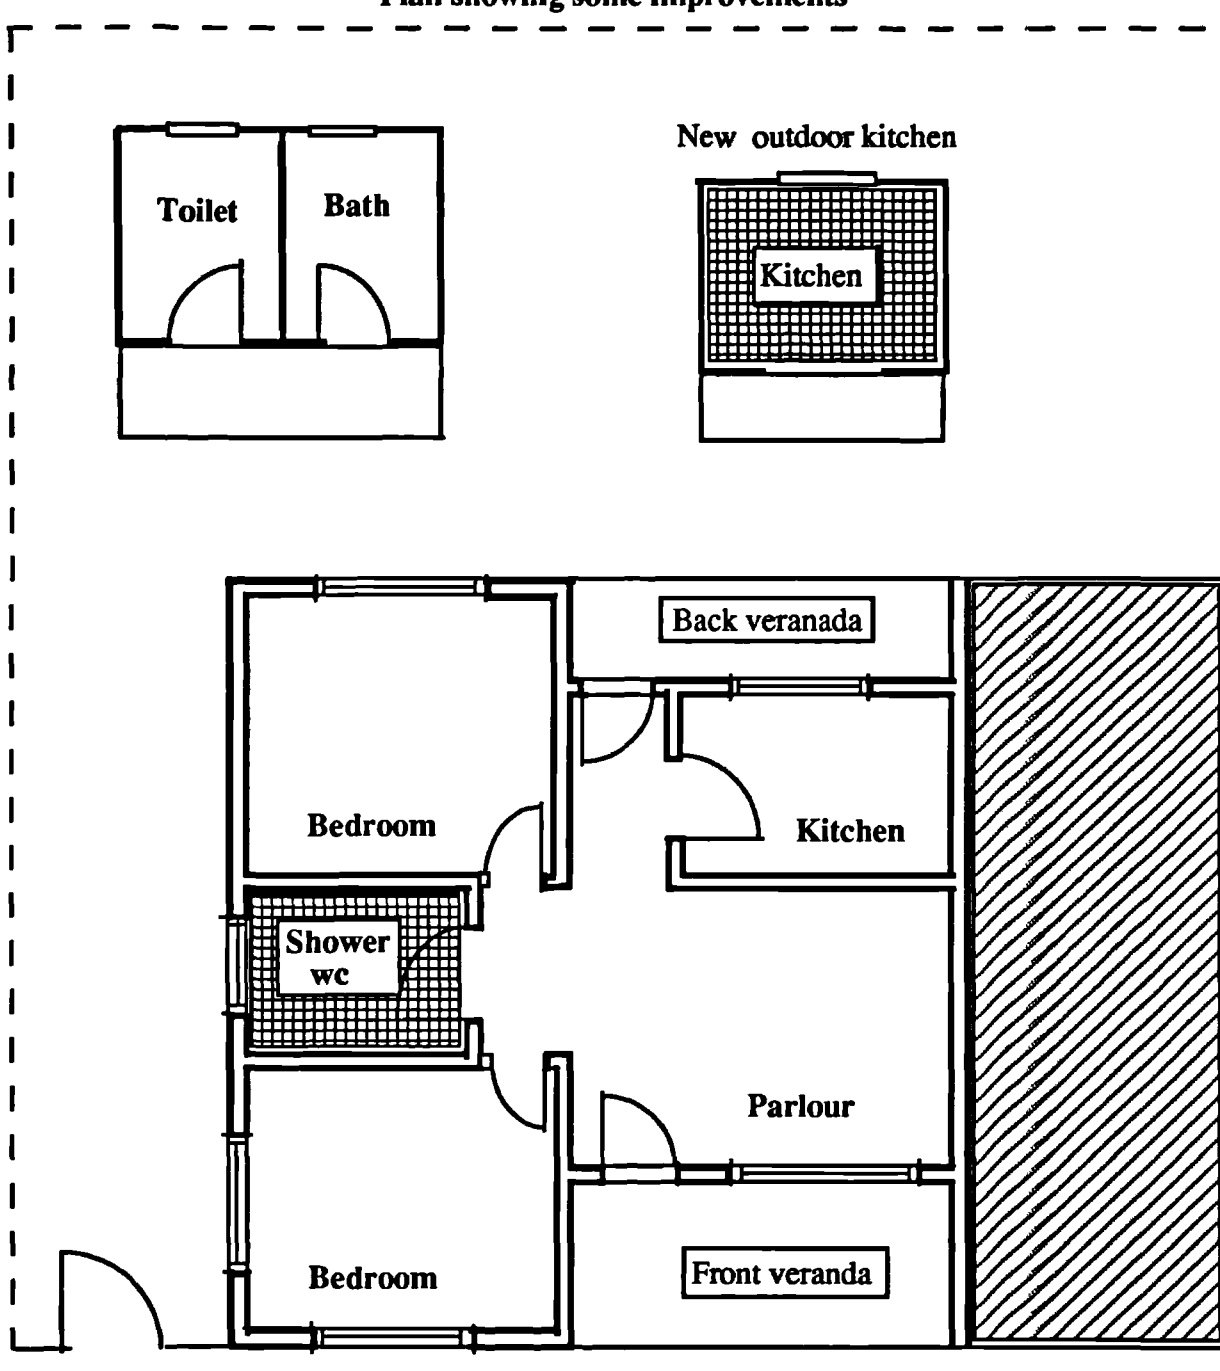 Plan showing some improvements
New outdoor kitchen
Toilet
Bath
Kitchen
Back veranada
Bedroom
Kitchen
Shower
wc
Parlour
Bedroom
Front veranda